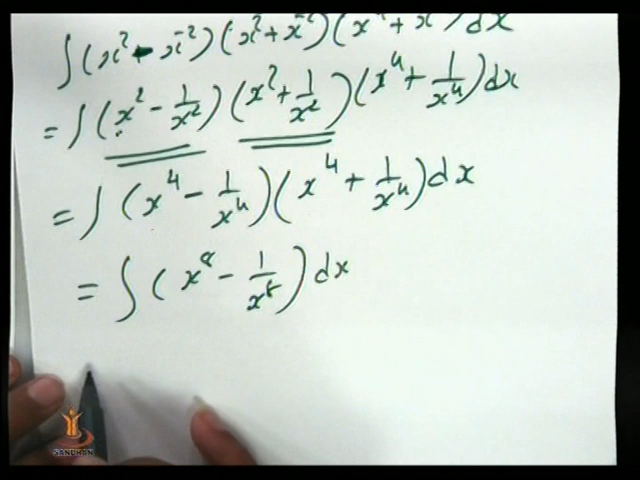 ∫(x² - x⁻²)(x² + x⁻²)(x⁴ + x⁻⁴)dx
= ∫(x² - 1/x²)(x² + 1/x²)(x⁴ + 1/x⁴)dx
= ∫(x⁴ - 1/x⁴)(x⁴ + 1/x⁴)dx
= ∫(x⁸ - 1/x⁸)dx
SANDHAN